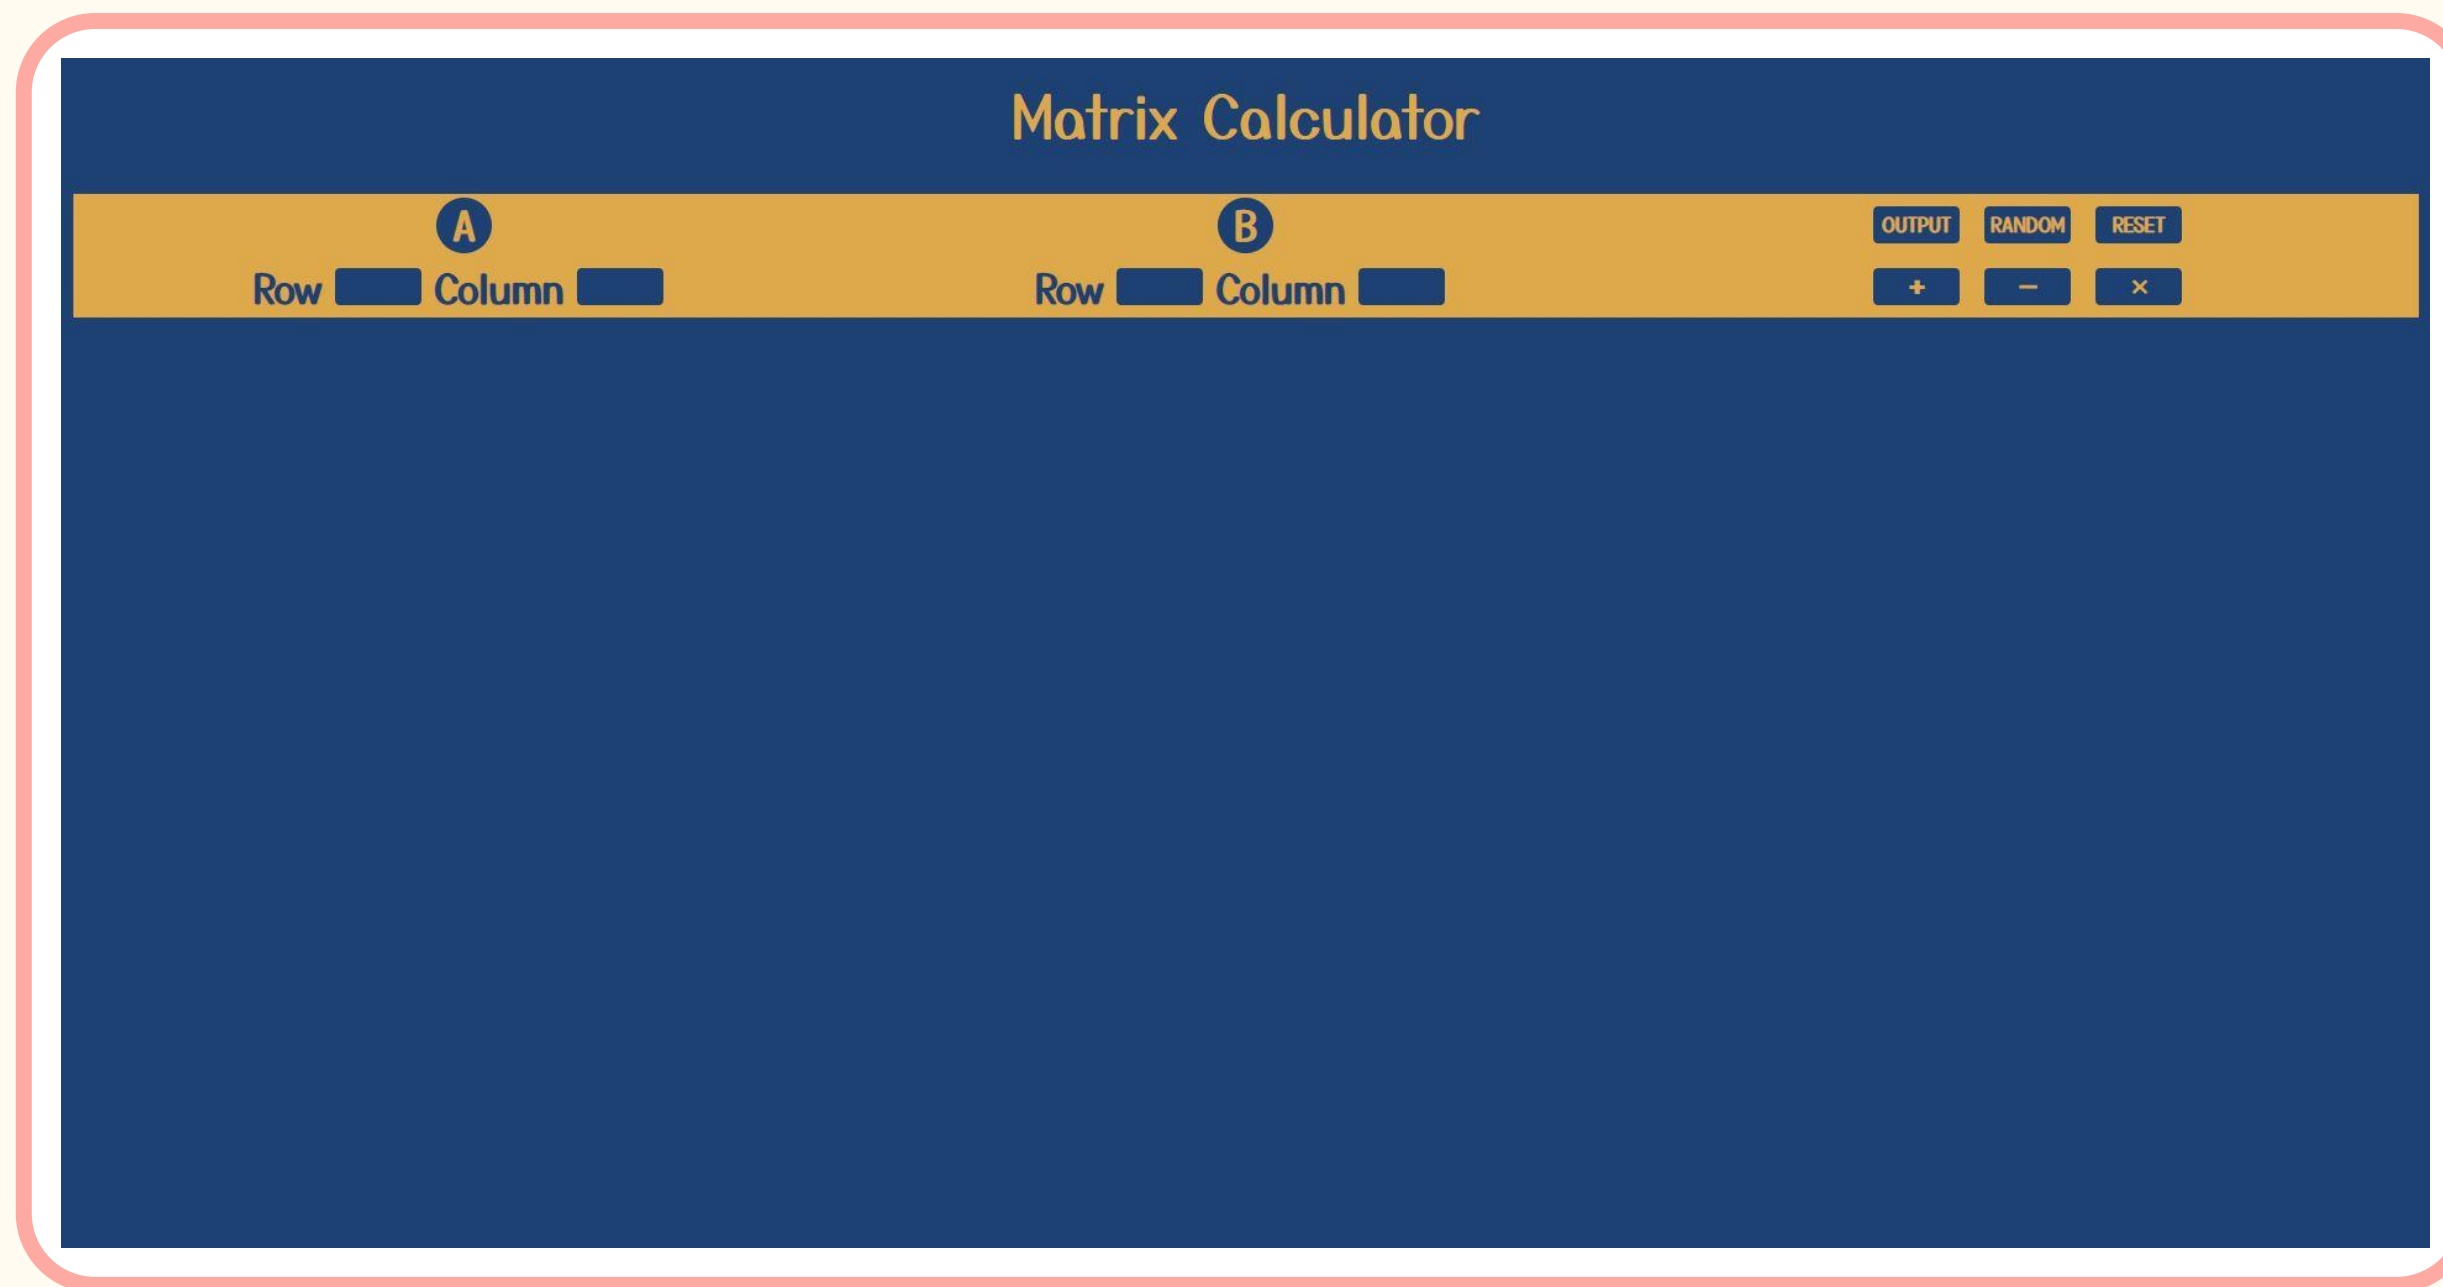 Matrix Calculator
A
Row Column
B
Row Column
OUTPUT RANDOM RESET
+ − ×